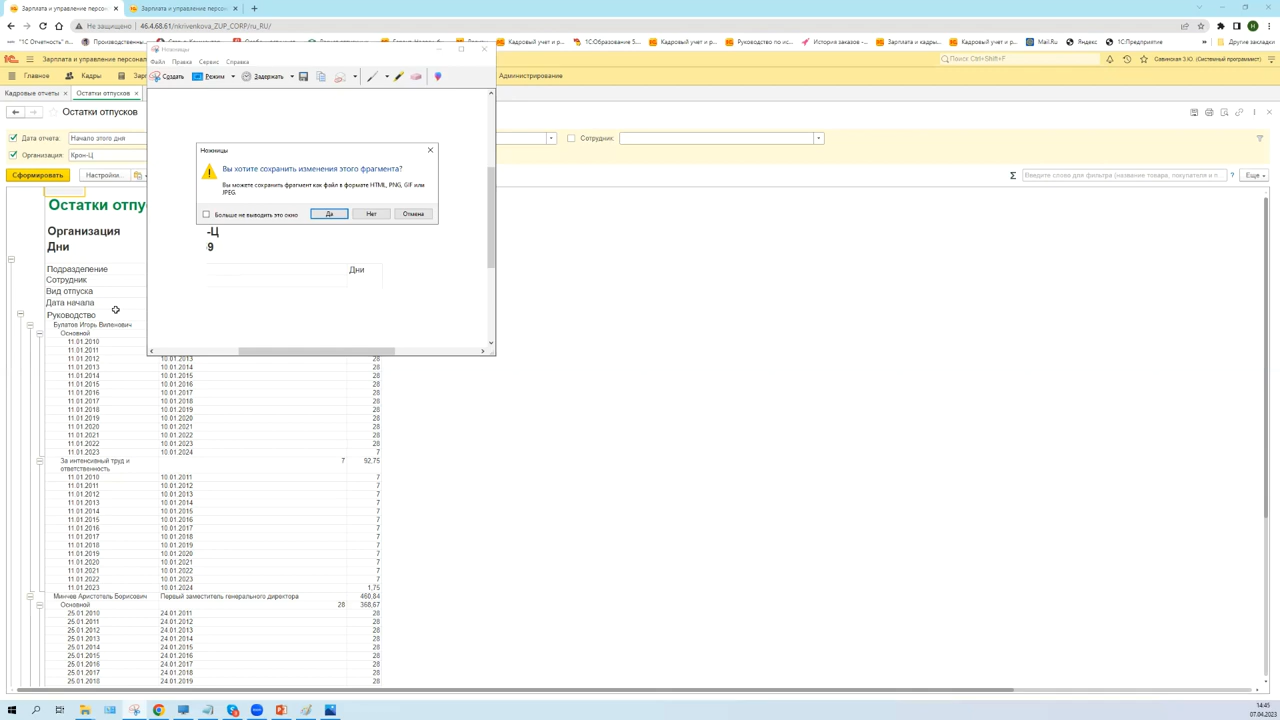 Зарплата и управление персон
Зарплата и управление персон
Не защищено 46.4.68.61/nkrivenkova_ZUP_CORP/ru_RU/
"1С Отчетность" п... Производственны... Кадровый учет и р... 1С:Образование 5... Кадровый учет и р... Руководство по ис... История заказов ... Зарплата и кадры... Кадровый учет и р... Mail.Ru Яндекс 1С:Предприятие Другие закладки
Зарплата и управление персонал
Поиск Ctrl+Shift+F
Савинская З.Ю. (Системный программист)
Главное Кадры Зар
Администрирование
Кадровые отчеты
Остатки отпусков
Остатки отпусков
Дата отчета: Начало этого дня
Сотрудник:
Организация: Крон-Ц
Сформировать Настройки...
Введите слова для фильтра (название товара, покупателя и п.
? Еще
Ножницы
Файл Правка Сервис Справка
Создать Режим Задержать
Ножницы
Вы хотите сохранить изменения этого фрагмента?
Вы можете сохранить фрагмент как файл в формате HTML, PNG, GIF или
JPEG.
Больше не выводить это окно Да Нет Отмена
-Ц
9
Дни
Остатки отпу
Организация
Дни
Подразделение
Сотрудник
Вид отпуска
Дата начала
Руководство
Булатов Игорь Виленович
Основной
11.01.2010
11.01.2011
11.01.2012 10.01.2013 28
11.01.2013 10.01.2014 28
11.01.2014 10.01.2015 28
11.01.2015 10.01.2016 28
11.01.2016 10.01.2017 28
11.01.2017 10.01.2018 28
11.01.2018 10.01.2019 28
11.01.2019 10.01.2020 28
11.01.2020 10.01.2021 28
11.01.2021 10.01.2022 28
11.01.2022 10.01.2023 28
11.01.2023 10.01.2024 7
За интенсивный труд и 7 92,75
ответственность
11.01.2010 10.01.2011 7
11.01.2011 10.01.2012 7
11.01.2012 10.01.2013 7
11.01.2013 10.01.2014 7
11.01.2014 10.01.2015 7
11.01.2015 10.01.2016 7
11.01.2016 10.01.2017 7
11.01.2017 10.01.2018 7
11.01.2018 10.01.2019 7
11.01.2019 10.01.2020 7
11.01.2020 10.01.2021 7
11.01.2021 10.01.2022 7
11.01.2022 10.01.2023 7
11.01.2023 10.01.2024 1,75
Минчев Аристотель Борисович Первый заместитель генерального директора 460,84
Основной 28 368,67
25.01.2010 24.01.2011 28
25.01.2011 24.01.2012 28
25.01.2012 24.01.2013 28
25.01.2013 24.01.2014 28
25.01.2014 24.01.2015 28
25.01.2015 24.01.2016 28
25.01.2016 24.01.2017 28
25.01.2017 24.01.2018 28
25.01.2018 24.01.2019 28
14:45
07.04.2023